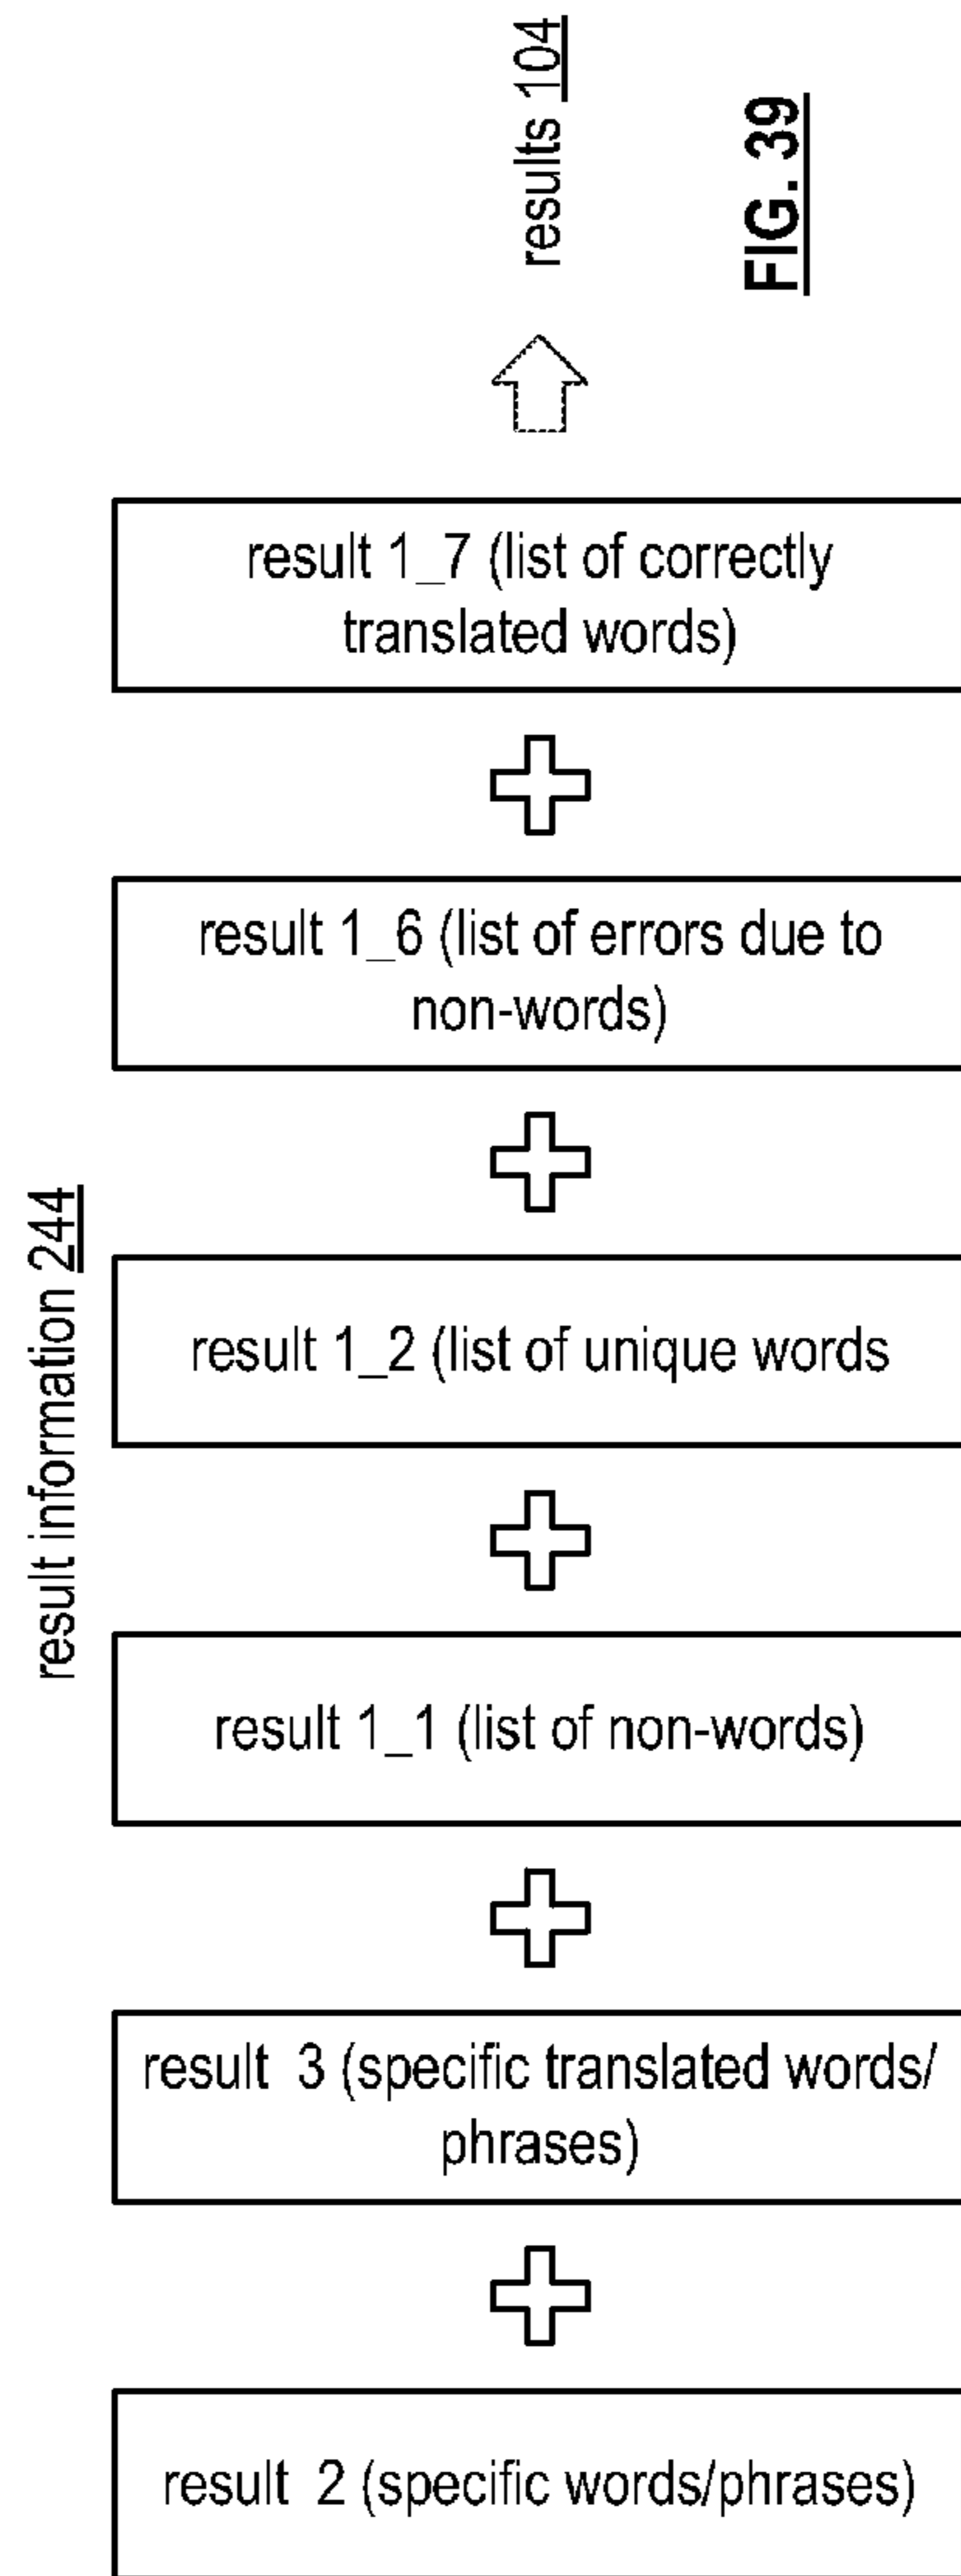 results 104
FIG. 39
result 1_7 (list of correctly
translated words)
result 1_6 (list of errors due to
non-words)
result information 244
result 1_2 (list of unique words
result 1_1 (list of non-words)
result 3 (specific translated words/
phrases)
result 2 (specific words/phrases)